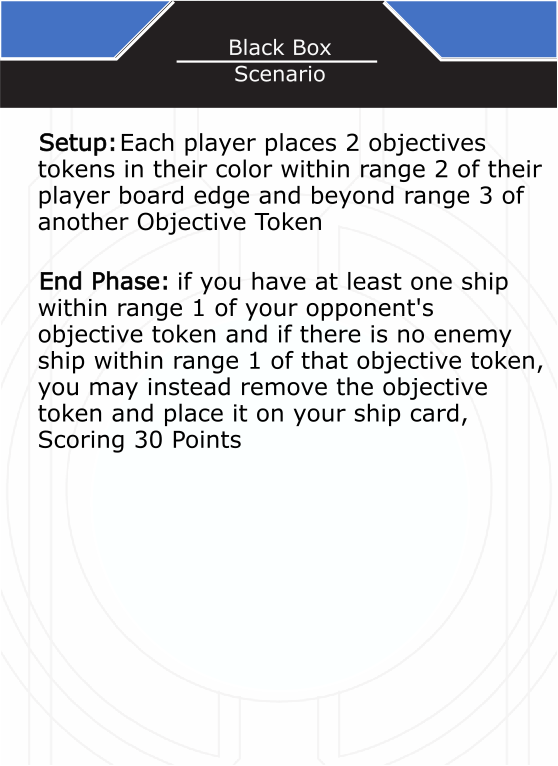 Black Box
Scenario
Setup: Each player places 2 objectives
tokens in their color within range 2 of their
player board edge and beyond range 3 of
another Objective Token
End Phase: if you have at least one ship
within range 1 of your opponent's
objective token and if there is no enemy
ship within range 1 of that objective token,
you may instead remove the objective
token and place it on your ship card,
Scoring 30 Points